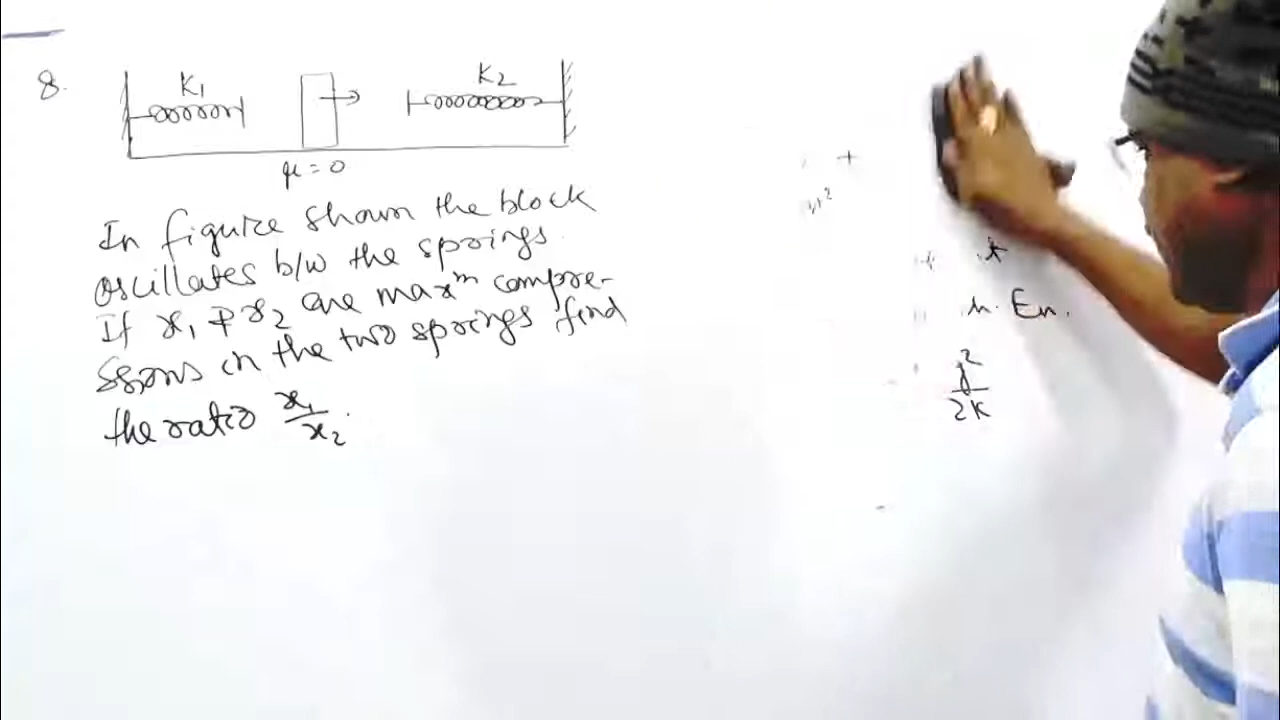 8.
K1
K2
μ = 0
In figure shown the block
oscillates b/w the springs.
If x1 & x2 are maxm compre-
ssions in the two springs find
the ratio x1/x2.
+
n. En.
2K